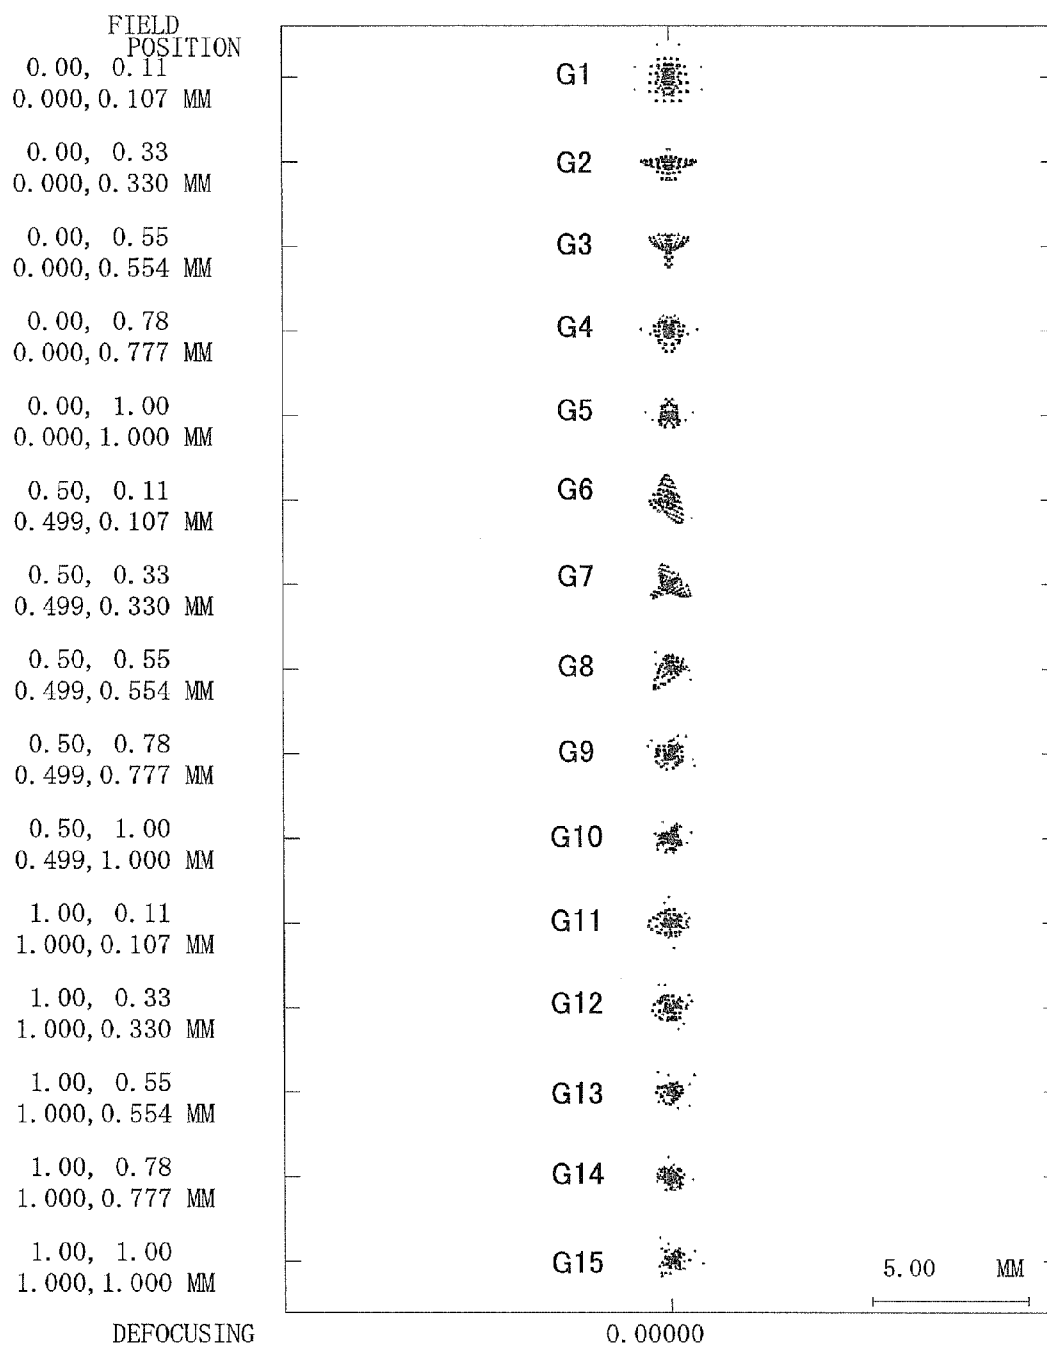 FIELD
POSITION
0.00, 0.11
0.000,0.107 MM
G1
0.00, 0.33
0.000,0.330 MM
G2
0.00, 0.55
0.000,0.554 MM
G3
0.00, 0.78
0.000,0.777 MM
G4
0.00, 1.00
0.000,1.000 MM
G5
0.50, 0.11
0.499,0.107 MM
G6
0.50, 0.33
0.499,0.330 MM
G7
0.50, 0.55
0.499,0.554 MM
G8
0.50, 0.78
0.499,0.777 MM
G9
0.50, 1.00
0.499,1.000 MM
G10
1.00, 0.11
1.000,0.107 MM
G11
1.00, 0.33
1.000,0.330 MM
G12
1.00, 0.55
1.000,0.554 MM
G13
1.00, 0.78
1.000,0.777 MM
G14
1.00, 1.00
1.000,1.000 MM
G15
5.00 MM
DEFOCUSING 0.00000